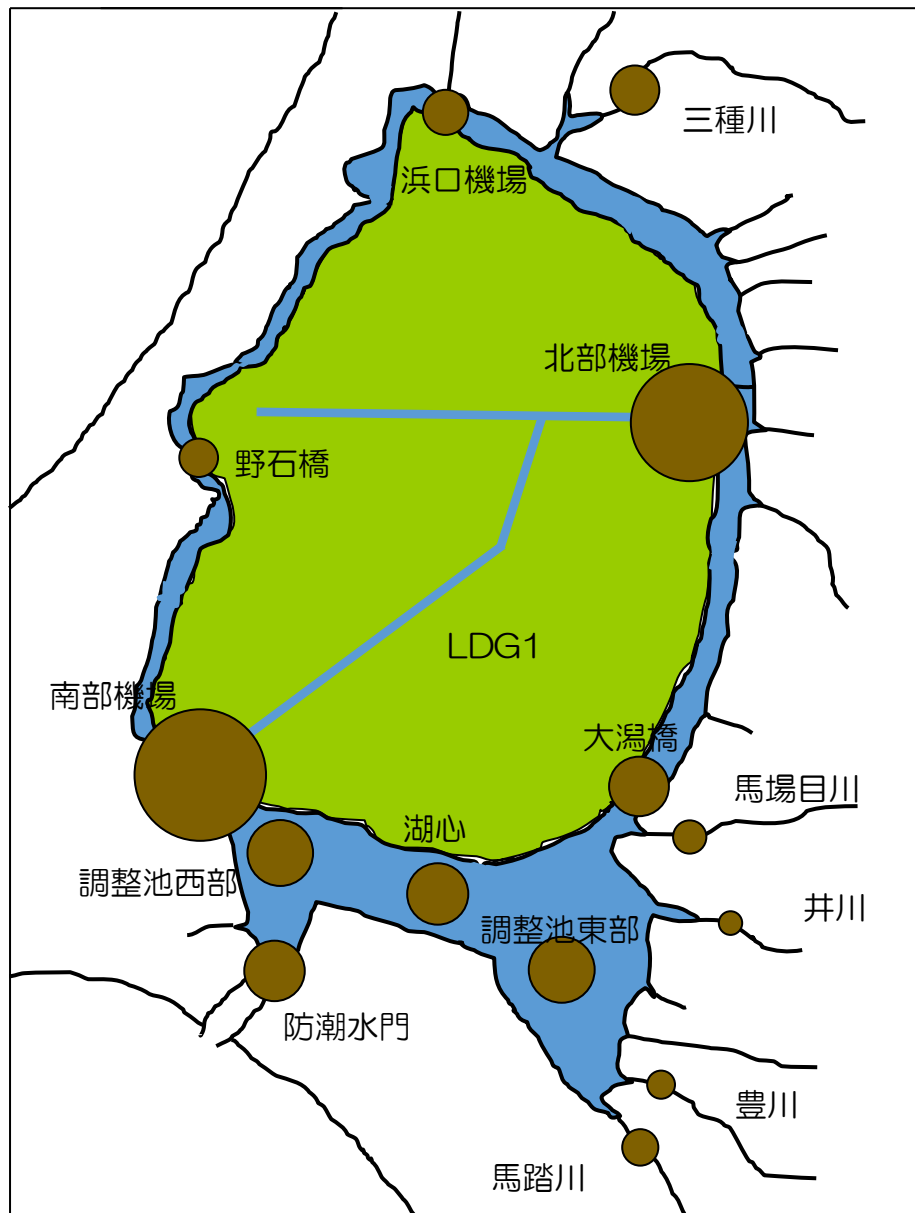 三種川
浜口機場
北部機場
野石橋
LDG1
南部機場
大潟橋
馬場目川
湖心
調整池西部
井川
調整池東部
防潮水門
豊川
馬踏川